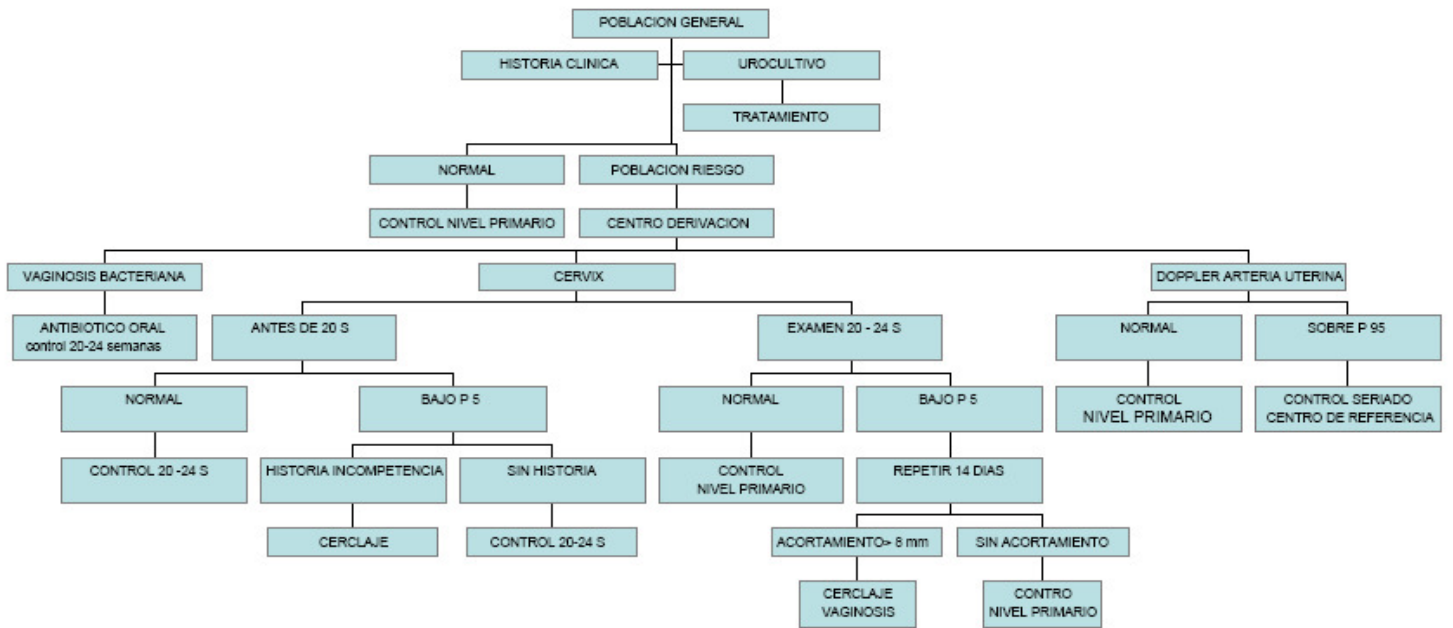 POBLACION GENERAL
HISTORIA CLINICA
UROCULTIVO
TRATAMIENTO
NORMAL
POBLACION RIESGO
CONTROL NIVEL PRIMARIO
CENTRO DERIVACION
VAGINOSIS BACTERIANA
CERVIX
DOPPLER ARTERIA UTERINA
ANTIBIOTICO ORAL
control 20-24 semanas
ANTES DE 20 S
EXAMEN 20 - 24 S
NORMAL
SOBRE P 95
NORMAL
BAJO P 5
NORMAL
BAJO P 5
CONTROL
NIVEL PRIMARIO
CONTROL SERIADO
CENTRO DE REFERENCIA
CONTROL 20 -24 S
HISTORIA INCOMPETENCIA
SIN HISTORIA
CONTROL
NIVEL PRIMARIO
REPETIR 14 DIAS
CERCLAJE
CONTROL 20-24 S
ACORTAMIENTO> 6 mm
SIN ACORTAMIENTO
CERCLAJE
VAGINOSIS
CONTRO
NIVEL PRIMARIO